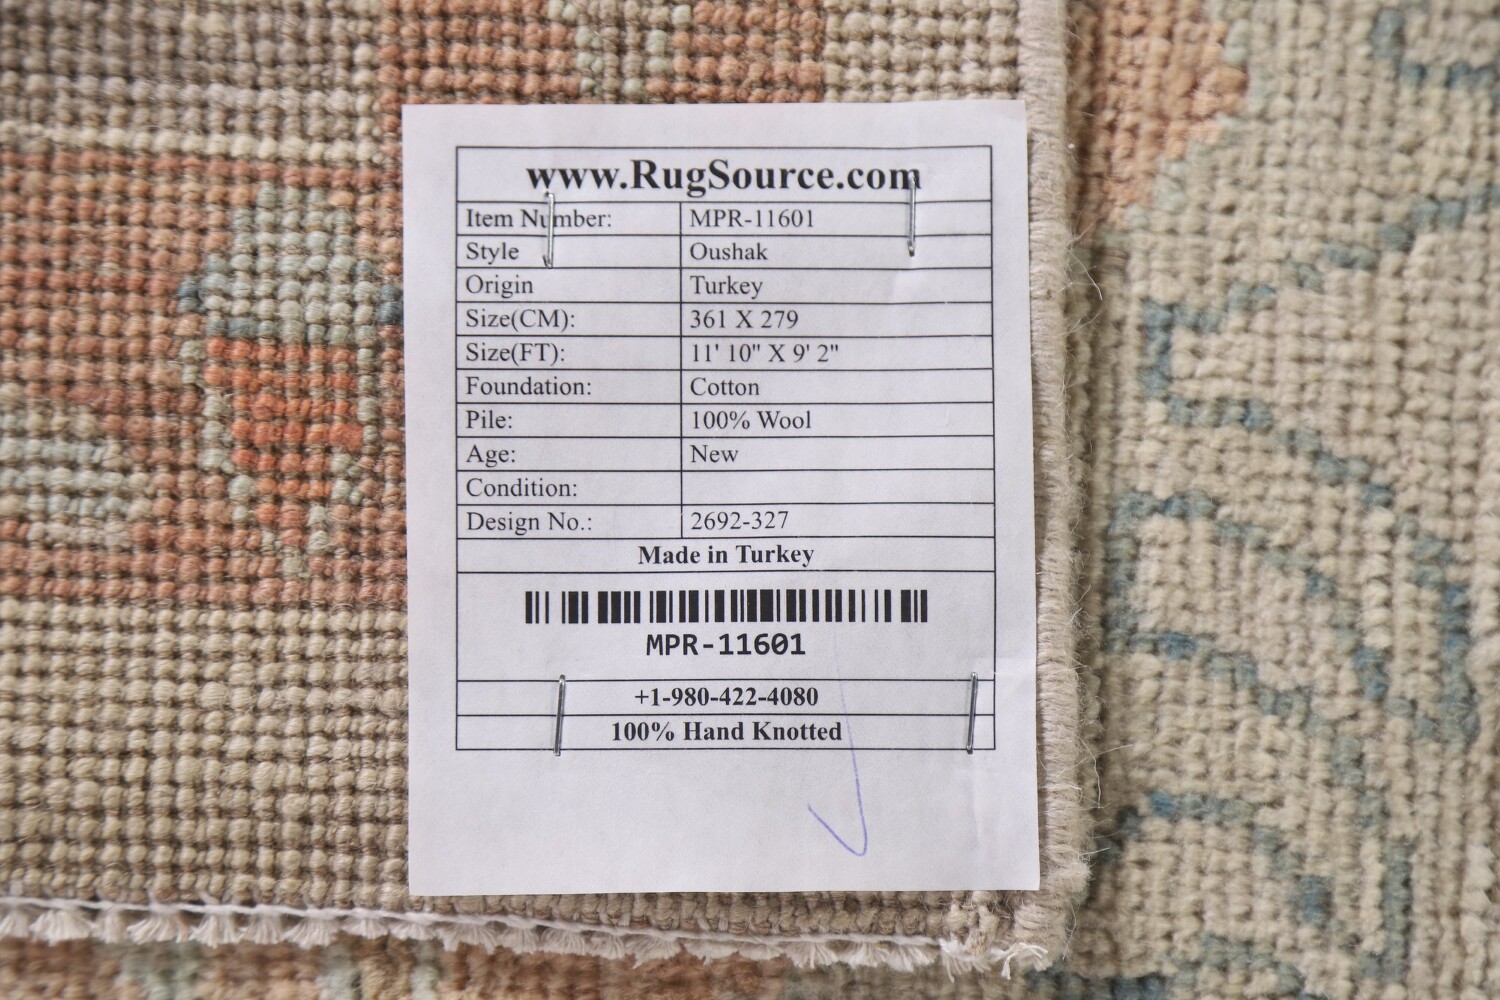 www.RugSource.com
Item Number: MPR-11601
Style Oushak
Origin Turkey
Size(CM): 361 X 279
Size(FT): 11' 10" X 9' 2"
Foundation: Cotton
Pile: 100% Wool
Age: New
Condition:
Design No.: 2692-327
Made in Turkey
MPR-11601
+1-980-422-4080
100% Hand Knotted